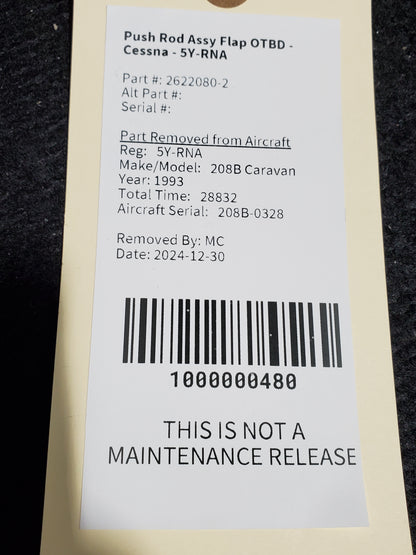 Push Rod Assy Flap OTBD -
Cessna - 5Y-RNA
Part #: 2622080-2
Alt Part #:
Serial #:
Part Removed from Aircraft
Reg: 5Y-RNA
Make/Model: 208B Caravan
Year: 1993
Total Time: 28832
Aircraft Serial: 208B-0328
Removed By: MC
Date: 2024-12-30
1000000480
THIS IS NOT A
MAINTENANCE RELEASE